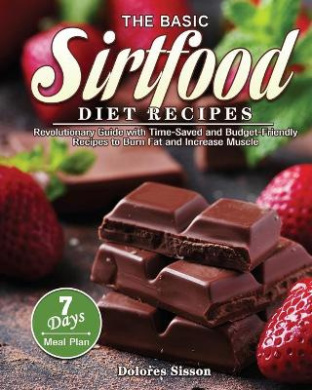 THE BASIC
Sirtfood
DIET RECIPES
Revolutionary Guide with Time-Saved and Budget-Friendly
Recipes to Burn Fat and Increase Muscle
7
Days
Meal Plan
Dolores Sisson